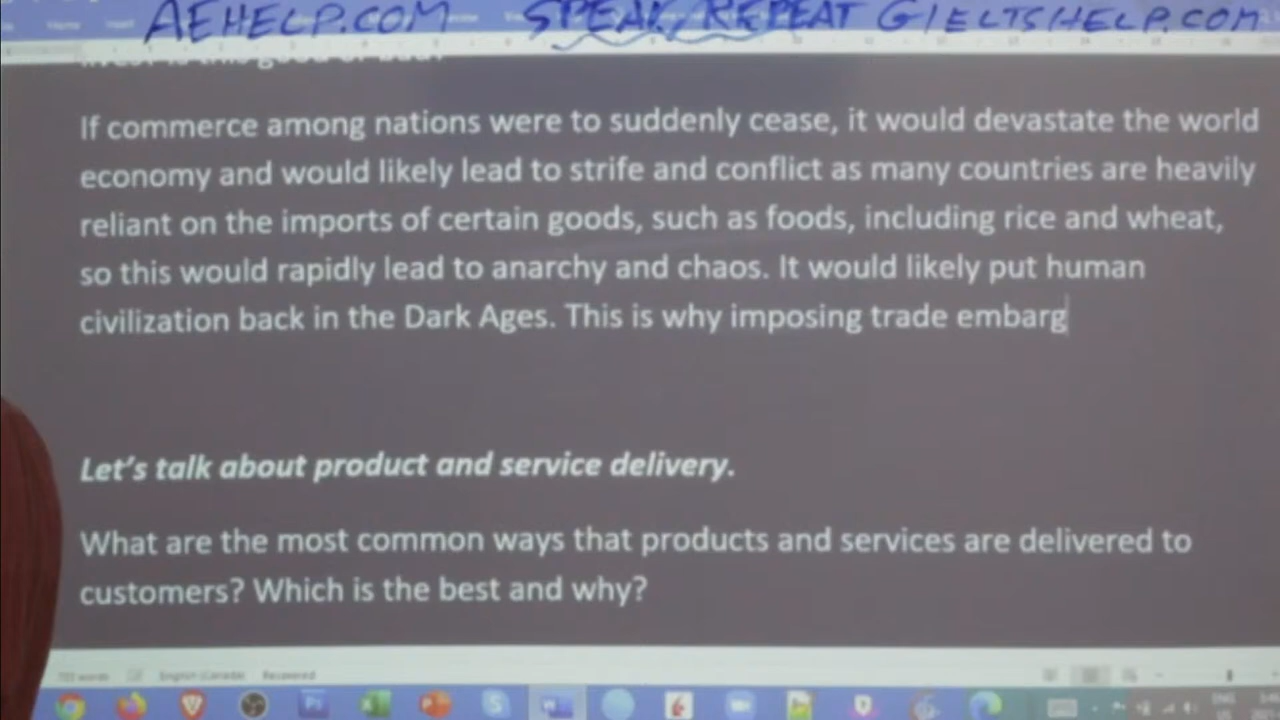 AEHELP.COM SPEAK, REPEAT GIELTSHELP.COM
If commerce among nations were to suddenly cease, it would devastate the world
economy and would likely lead to strife and conflict as many countries are heavily
reliant on the imports of certain goods, such as foods, including rice and wheat,
so this would rapidly lead to anarchy and chaos. It would likely put human
civilization back in the Dark Ages. This is why imposing trade embarg
Let's talk about product and service delivery.
What are the most common ways that products and services are delivered to
customers? Which is the best and why?
English (Canada) Recovered